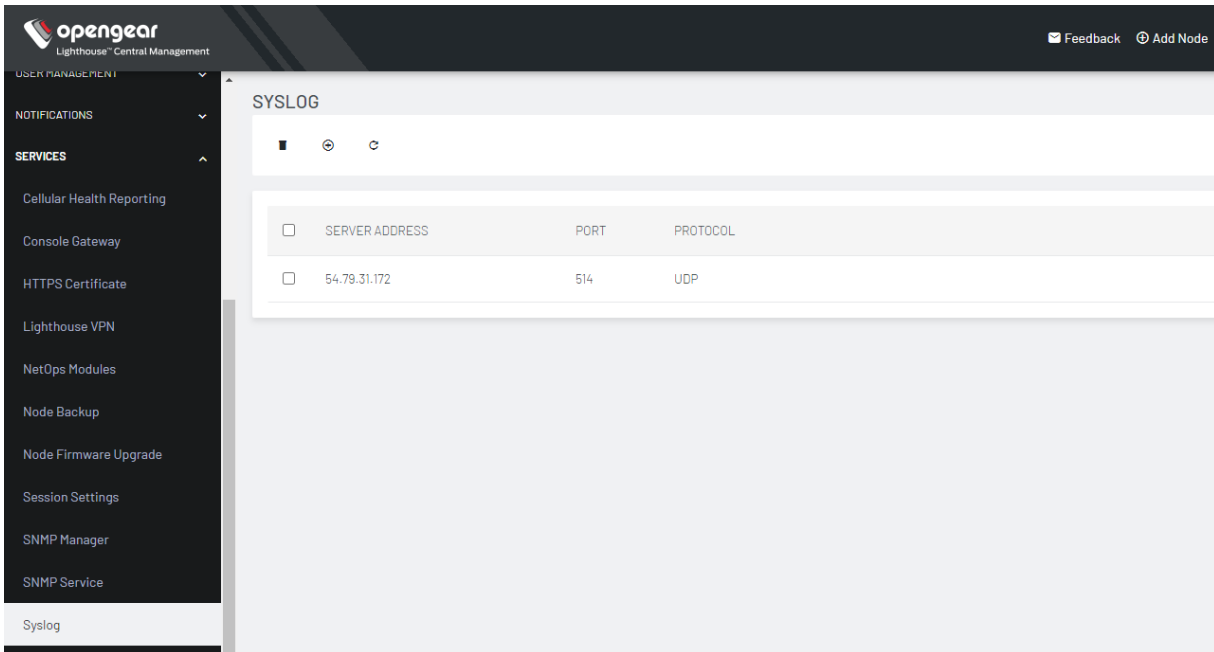 opengear
Lighthouse™ Central Management
Feedback
Add Node
USER MANAGEMENT
NOTIFICATIONS
SERVICES
Cellular Health Reporting
Console Gateway
HTTPS Certificate
Lighthouse VPN
NetOps Modules
Node Backup
Node Firmware Upgrade
Session Settings
SNMP Manager
SNMP Service
Syslog
SYSLOG
SERVER ADDRESS PORT PROTOCOL
54.79.31.172 514 UDP